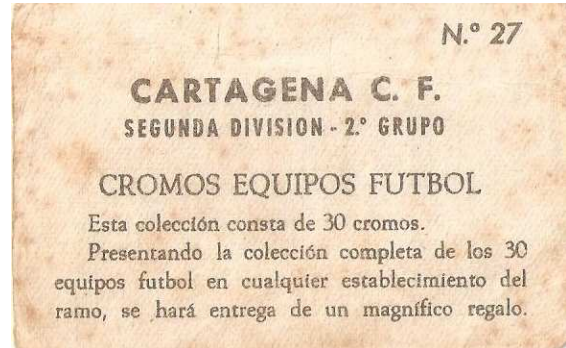 N.º 27
CARTAGENA C. F.
SEGUNDA DIVISION - 2.º GRUPO
CROMOS EQUIPOS FUTBOL
Esta colección consta de 30 cromos.
Presentando la colección completa de los 30
equipos futbol en cualquier establecimiento del
ramo, se hará entrega de un magnífico regalo.